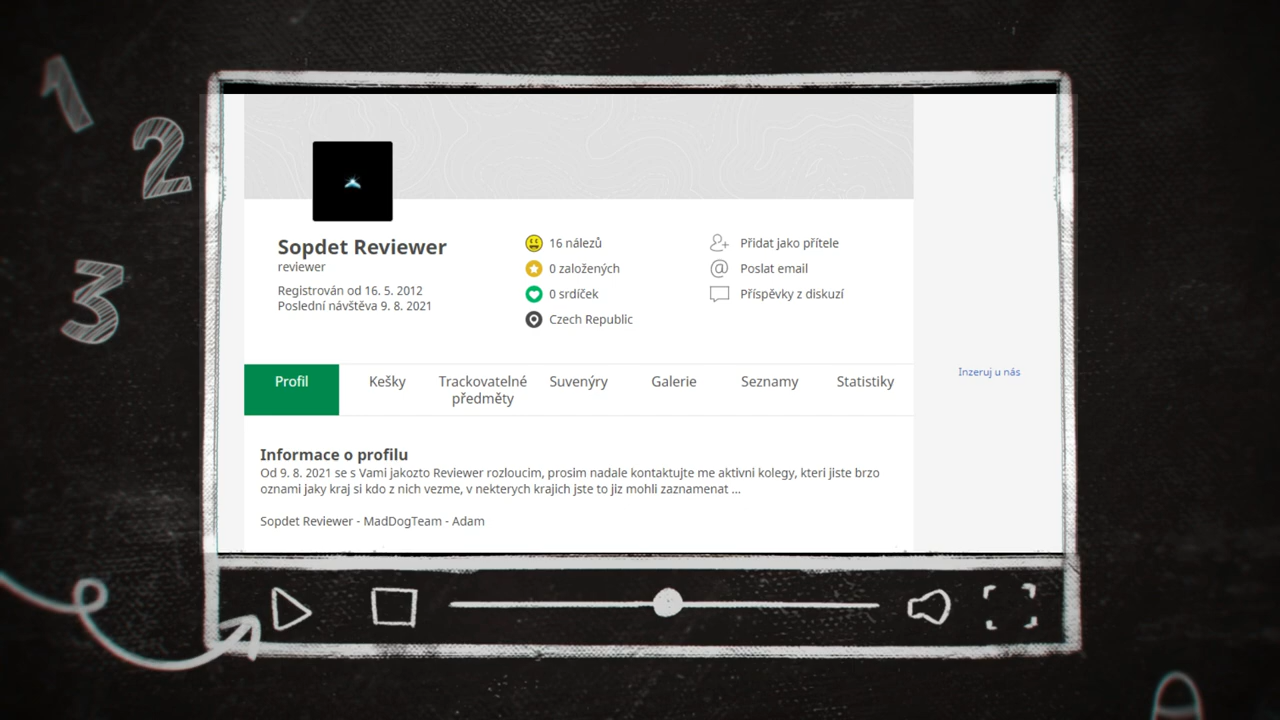 1
2
3
Sopdet Reviewer
reviewer
Registrován od 16. 5. 2012
Poslední návštěva 9. 8. 2021
16 nálezů
0 založených
0 srdíček
Czech Republic
Přidat jako přítele
Poslat email
Příspěvky z diskuzí
Profil
Kešky
Trackovatelné
předměty
Suvenýry
Galerie
Seznamy
Statistiky
Inzeruj u nás
Informace o profilu
Od 9. 8. 2021 se s Vami jakozto Reviewer rozloucim, prosim nadale kontaktujte me aktivni kolegy, kteri jiste brzo
oznami jaky kraj si kdo z nich vezme, v nekterych krajich jste to jiz mohli zaznamenat ...
Sopdet Reviewer - MadDogTeam - Adam